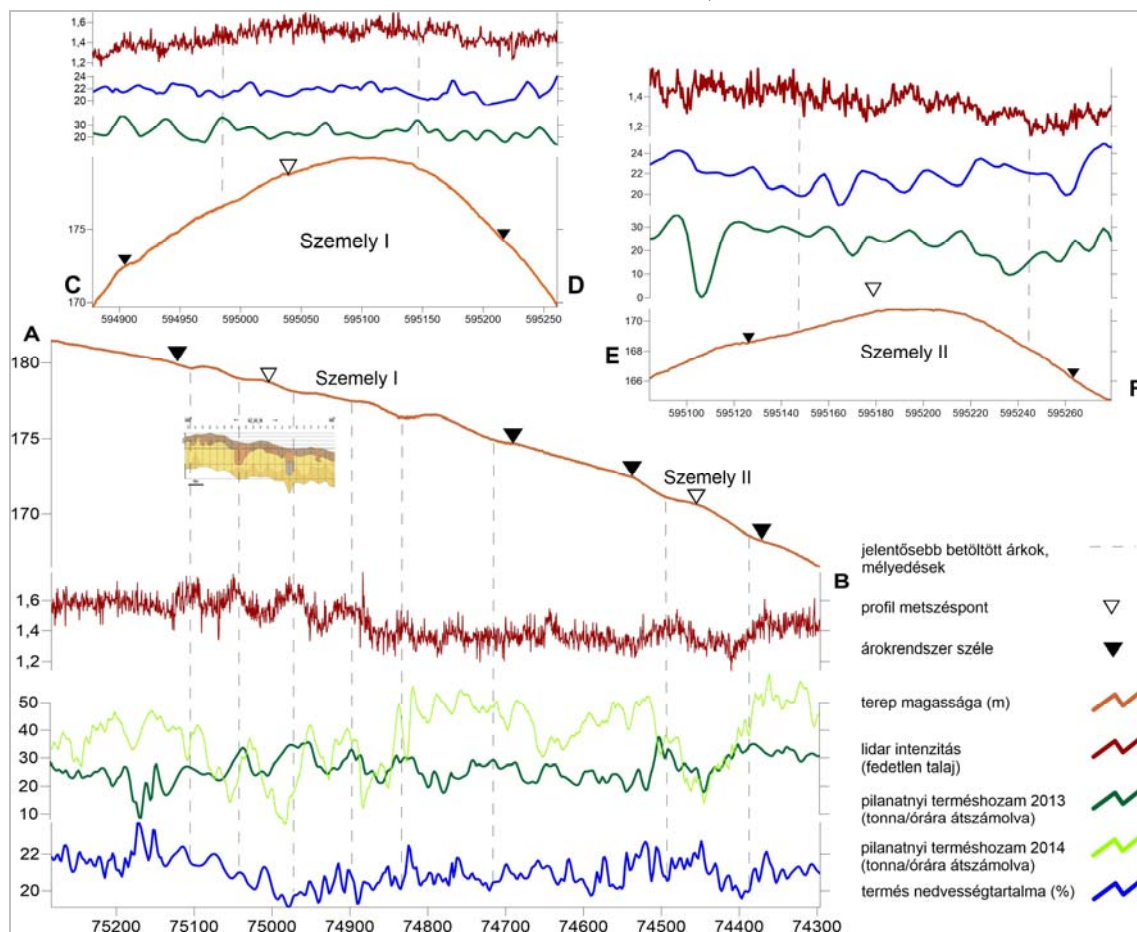 1,6
1,4
1,2
24
22
20
30
20
175
170
Szemely I
C
D
594900
594950
595000
595050
595100
595150
595200
595250
1,4
1,2
24
22
20
30
20
10
0
170
168
166
E
Szemely II
F
595100
595120
595140
595160
595180
595200
595220
595240
595260
A
180
175
170
Szemely I
Szemely II
B
1,6
1,4
1,2
50
40
30
20
10
22
20
75200
75100
75000
74900
74800
74700
74600
74500
74400
74300
jelentősebb betöltött árkok,
mélyedések
profil metszéspont
árokrendszer széle
terep magassága (m)
lidar intenzitás
(fedetlen talaj)
pilanatnyi terméshozam 2013
(tonna/órára átszámolva)
pilanatnyi terméshozam 2014
(tonna/órára átszámolva)
termés nedvességtartalma (%)